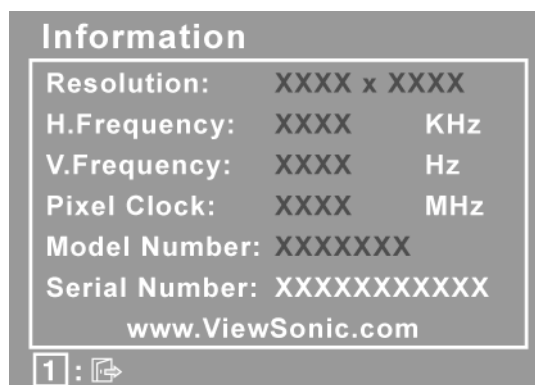 Information
Resolution: XXXX x XXXX
H.Frequency: XXXX KHz
V.Frequency: XXXX Hz
Pixel Clock: XXXX MHz
Model Number: XXXXXXX
Serial Number: XXXXXXXXXXX
www.ViewSonic.com
1 :